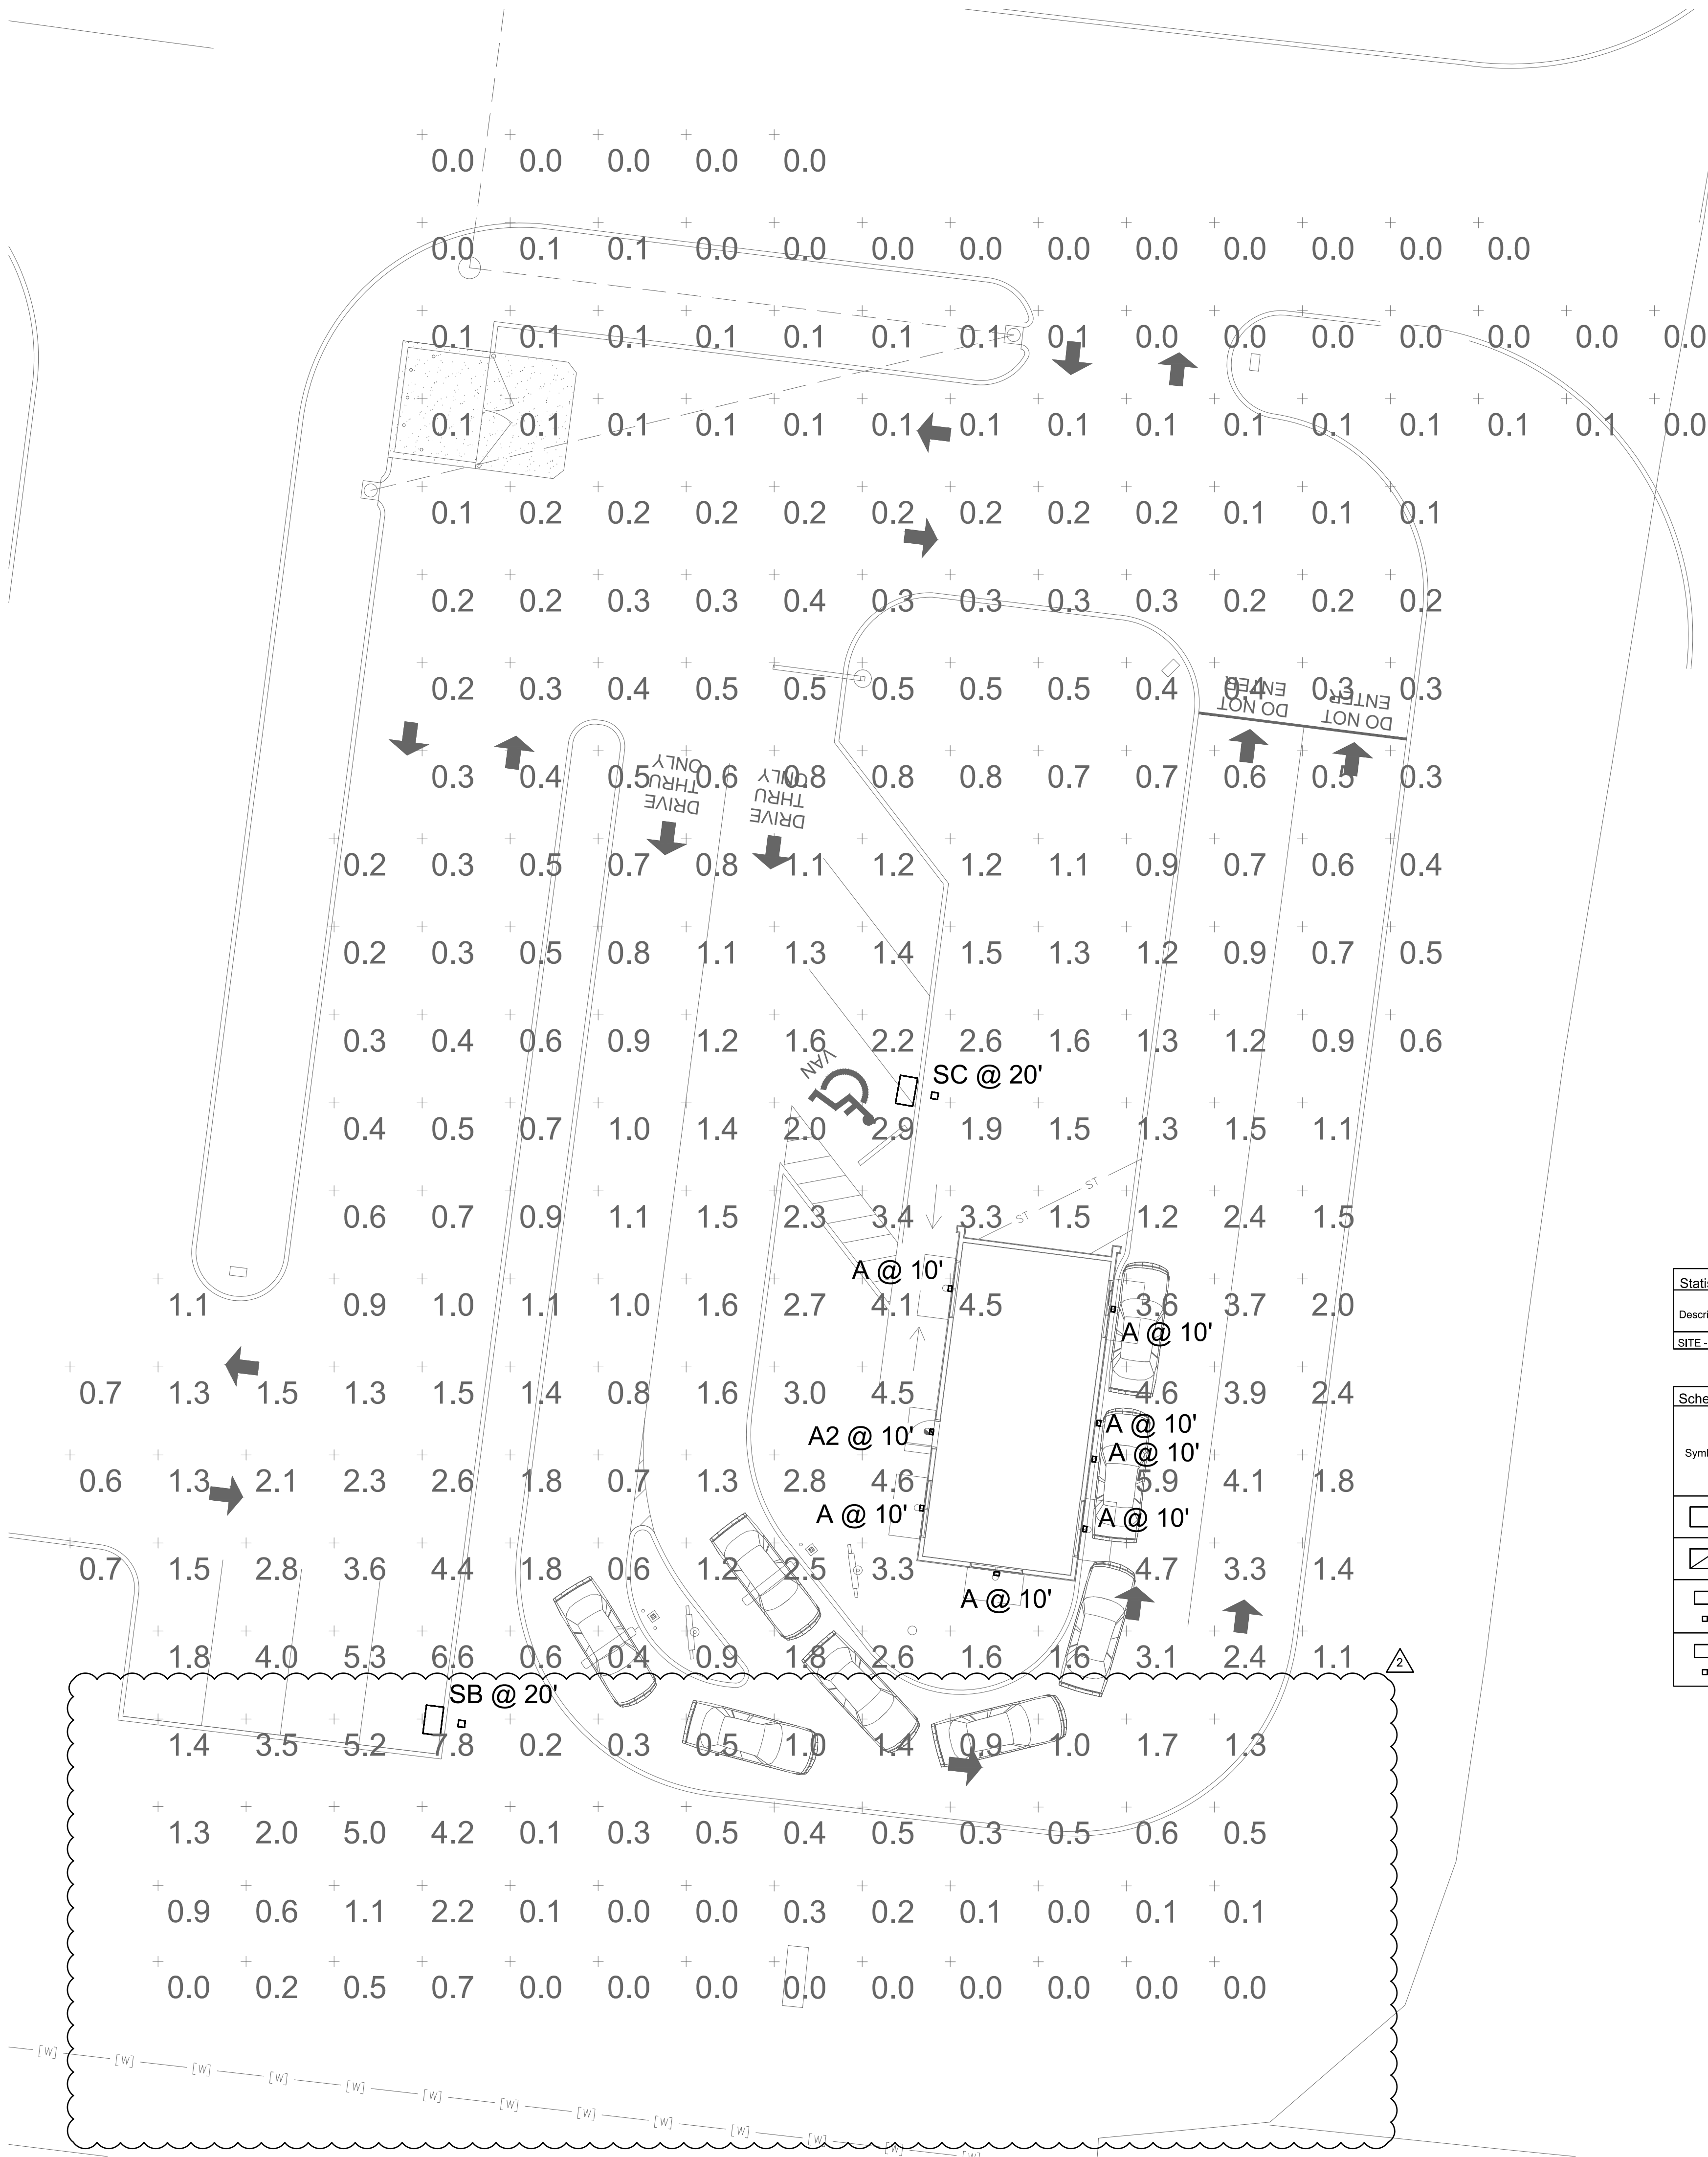 0.0 0.0 0.0 0.0 0.0
0.0 0.1 0.1 0.0 0.0 0.0 0.0 0.0 0.0 0.0 0.0 0.0 0.0
0.1 0.1 0.1 0.1 0.1 0.1 0.1 0.1 0.0 0.0 0.0 0.0 0.0 0.0 0.0
0.1 0.1 0.1 0.1 0.1 0.1 0.1 0.1 0.1 0.1 0.1 0.1 0.1 0.1 0.0
0.1 0.2 0.2 0.2 0.2 0.2 0.2 0.2 0.2 0.1 0.1 0.1
0.2 0.2 0.3 0.3 0.4 0.3 0.3 0.3 0.3 0.2 0.2 0.2
0.2 0.3 0.4 0.5 0.5 0.5 0.5 0.5 0.4 0.4 0.3 0.3
DO NOT
ENTER
DO NOT
ENTER
0.3 0.4 0.5 0.6 0.8 0.8 0.8 0.7 0.7 0.6 0.5 0.3
DRIVE
THRU
ONLY
DRIVE
THRU
ONLY
0.2 0.3 0.5 0.7 0.8 1.1 1.2 1.2 1.1 0.9 0.7 0.6 0.4
0.2 0.3 0.5 0.8 1.1 1.3 1.4 1.5 1.3 1.2 0.9 0.7 0.5
0.3 0.4 0.6 0.9 1.2 1.6 2.2 2.6 1.6 1.3 1.2 0.9 0.6
VAN
SC @ 20'
0.4 0.5 0.7 1.0 1.4 2.0 2.9 1.9 1.5 1.3 1.5 1.1
ST
ST
0.6 0.7 0.9 1.1 1.5 2.3 3.4 3.3 1.5 1.2 2.4 1.5
A @ 10'
Descri
SITE -
1.1 0.9 1.0 1.1 1.0 1.6 2.7 4.1 4.5 3.6 3.7 2.0
A @ 10'
0.7 1.3 1.5 1.3 1.5 1.4 0.8 1.6 3.0 4.5 4.6 3.9 2.4
A @ 10'
A2 @ 10'
A @ 10'
0.6 1.3 2.1 2.3 2.6 1.8 0.7 1.3 2.8 4.6 5.9 4.1 1.8
A @ 10'
A @ 10'
0.7 1.5 2.8 3.6 4.4 1.8 0.6 1.2 2.5 3.3 4.7 3.3 1.4
A @ 10'
1.8 4.0 5.3 6.6 0.6 0.4 0.9 1.8 2.6 1.6 1.6 3.1 2.4 1.1
2
SB @ 20'
1.4 3.5 5.2 7.8 0.2 0.3 0.5 1.0 1.4 0.9 1.0 1.7 1.3
1.3 2.0 5.0 4.2 0.1 0.3 0.5 0.4 0.5 0.3 0.5 0.6 0.5
0.9 0.6 1.1 2.2 0.1 0.0 0.0 0.3 0.2 0.1 0.0 0.1 0.1
0.0 0.2 0.5 0.7 0.0 0.0 0.0 0.0 0.0 0.0 0.0 0.0 0.0
[W] [W] [W] [W] [W] [W] [W] [W] [W] [W] [W] [W] [W]